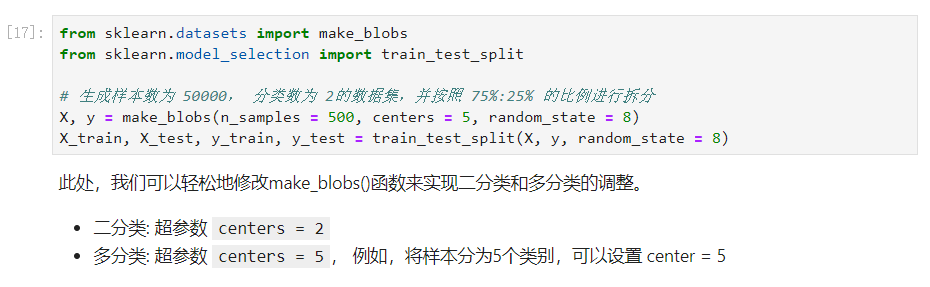 [17]:
from sklearn.datasets import make_blobs
from sklearn.model_selection import train_test_split
# 生成样本数为 50000， 分类数为 2的数据集，并按照 75%:25% 的比例进行拆分
X, y = make_blobs(n_samples = 500, centers = 5, random_state = 8)
X_train, X_test, y_train, y_test = train_test_split(X, y, random_state = 8)
此处，我们可以轻松地修改make_blobs()函数来实现二分类和多分类的调整。
• 二分类: 超参数 centers = 2
• 多分类: 超参数 centers = 5 ， 例如，将样本分为5个类别，可以设置 center = 5